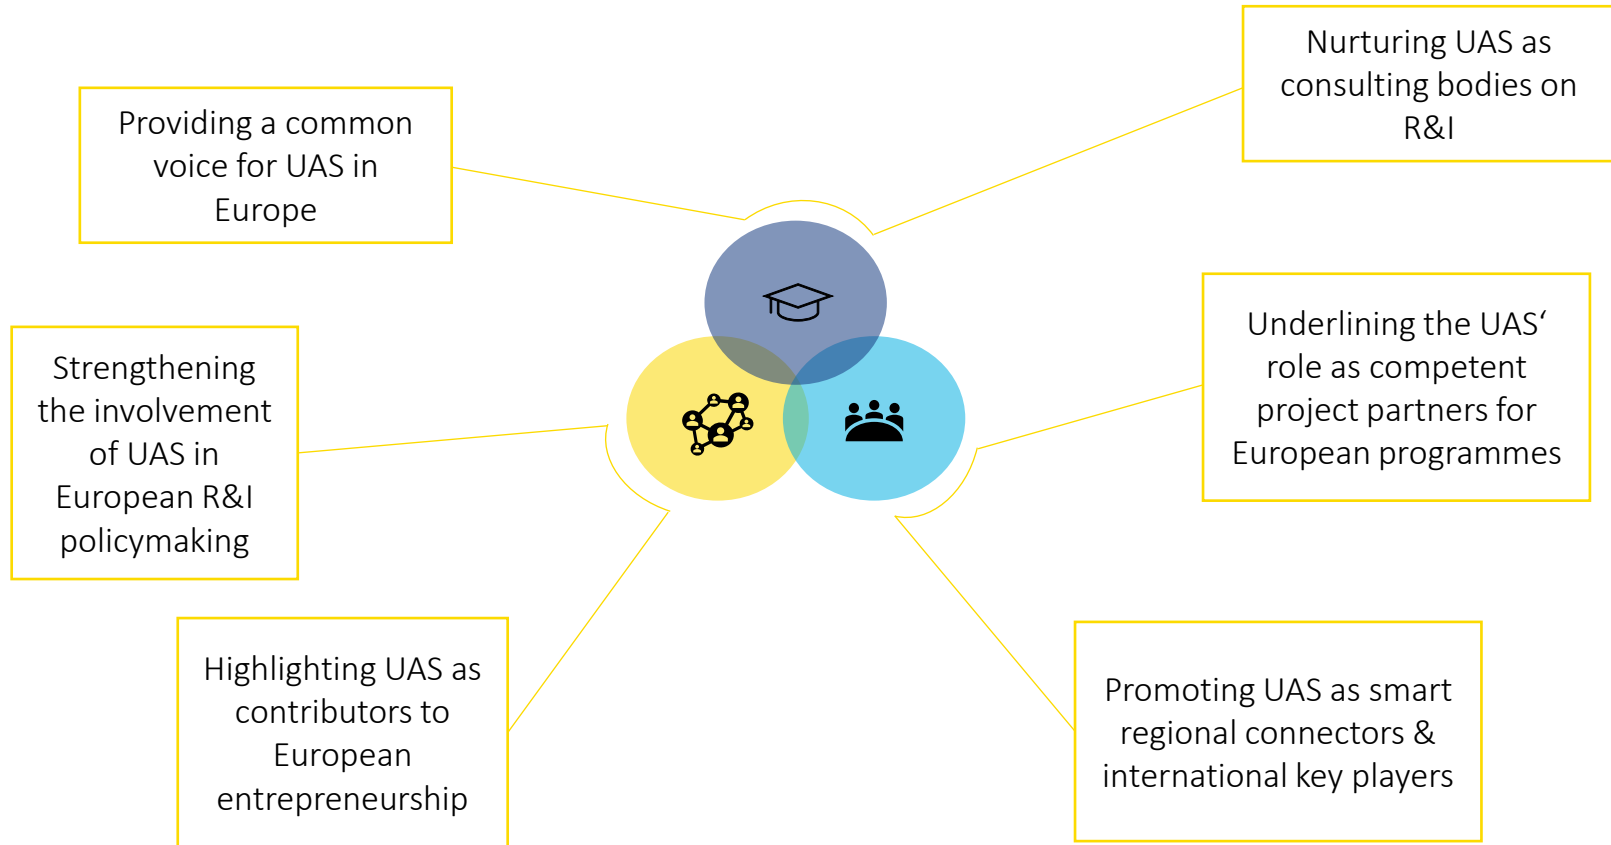 Providing a common
voice for UAS in
Europe
Nurturing UAS as
consulting bodies on
R&I
Strengthening
the involvement
of UAS in
European R&I
policymaking
Underlining the UAS‘
role as competent
project partners for
European programmes
Highlighting UAS as
contributors to
European
entrepreneurship
Promoting UAS as smart
regional connectors &
international key players